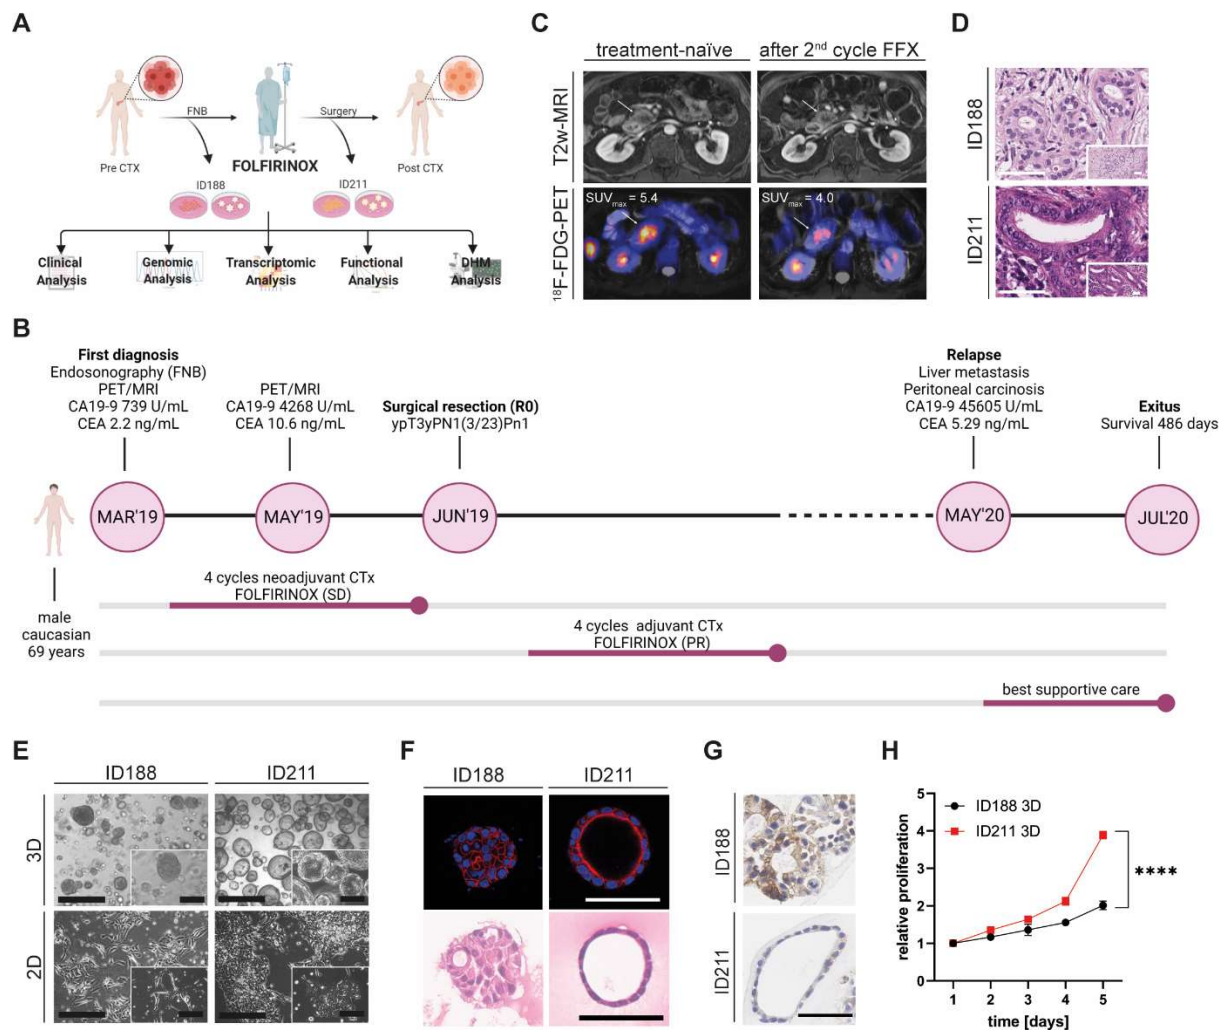 A
FNB
Surgery
Pre CTX
FOLFIRINOX
Post CTX
ID188
ID211
Clinical
Analysis
Genomic
Analysis
Transcriptomic
Analysis
Functional
Analysis
DHM
Analysis
C
treatment-naïve
after 2nd cycle FFX
T2w-MRI
18F-FDG-PET
SUVmax = 5.4
SUVmax = 4.0
D
ID188
ID211
B
First diagnosis
Endosonography (FNB)
PET/MRI
CA19-9 739 U/mL
CEA 2.2 ng/mL
PET/MRI
CA19-9 4268 U/mL
CEA 10.6 ng/mL
Surgical resection (R0)
ypT3yPN1(3/23)Pn1
Relapse
Liver metastasis
Peritoneal carcinosis
CA19-9 45605 U/mL
CEA 5.29 ng/mL
Exitus
Survival 486 days
MAR'19
MAY'19
JUN'19
MAY'20
JUL'20
male
caucasian
69 years
4 cycles neoadjuvant CTx
FOLFIRINOX (SD)
4 cycles adjuvant CTx
FOLFIRINOX (PR)
best supportive care
E
ID188
ID211
3D
2D
F
ID188
ID211
G
ID188
ID211
H
ID188 3D
ID211 3D
relative proliferation
5
4
3
2
1
0
****
1 2 3 4 5
time [days]